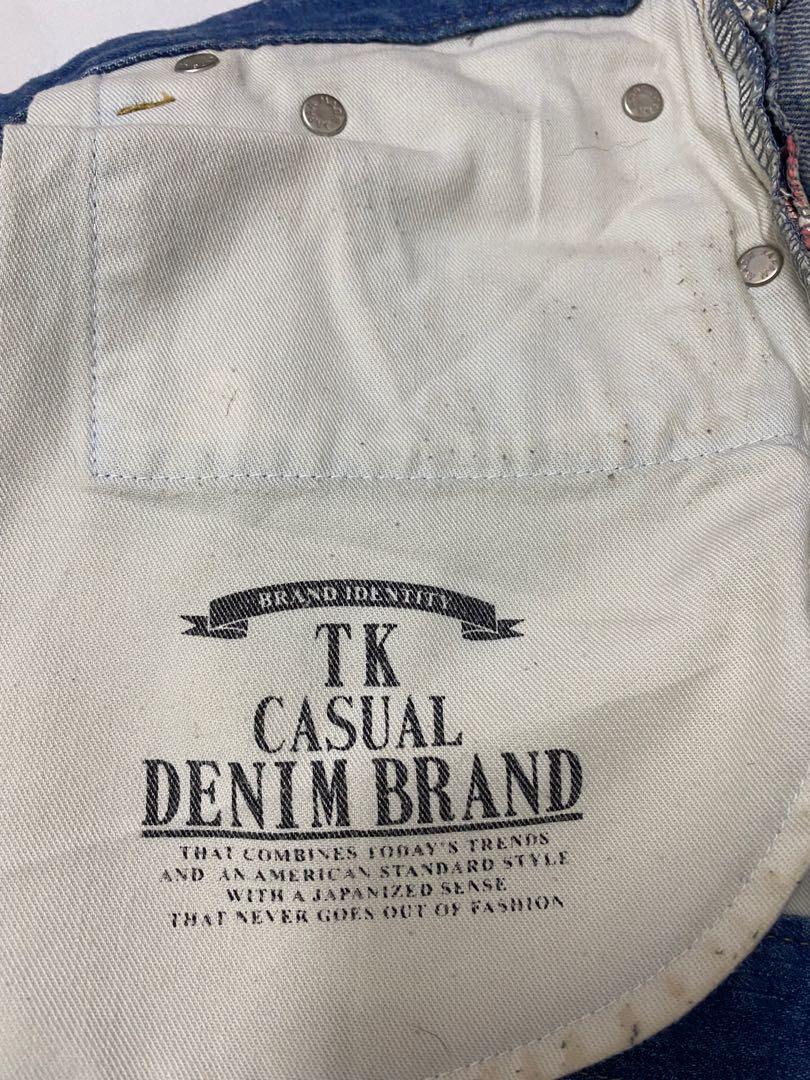 BRAND IDENTITY
TK
CASUAL
DENIM BRAND
THAT COMBINES TODAY'S TRENDS
AND AN AMERICAN STANDARD STYLE
WITH A JAPANIZED SENSE
THAT NEVER GOES OUT OF FASHION